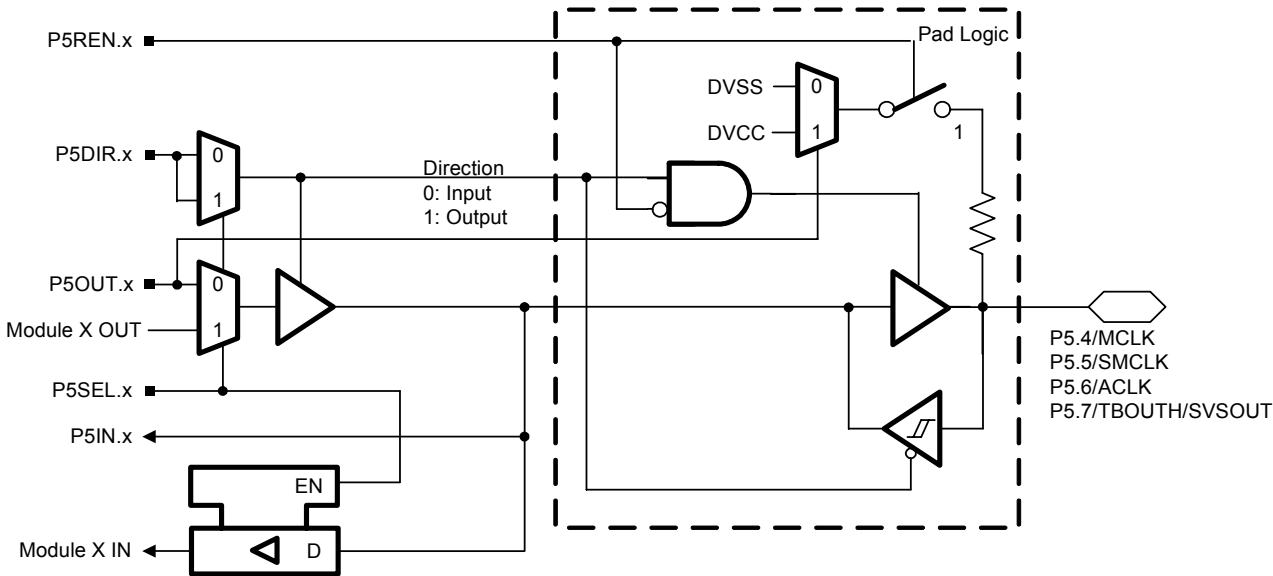 P5REN.x
Pad Logic
DVSS
0
DVCC
1
1
P5DIR.x
0
1
Direction
0: Input
1: Output
P5OUT.x
0
Module X OUT
1
P5.4/MCLK
P5.5/SMCLK
P5.6/ACLK
P5.7/TBOUTH/SVSOUT
P5SEL.x
P5IN.x
EN
Module X IN
D